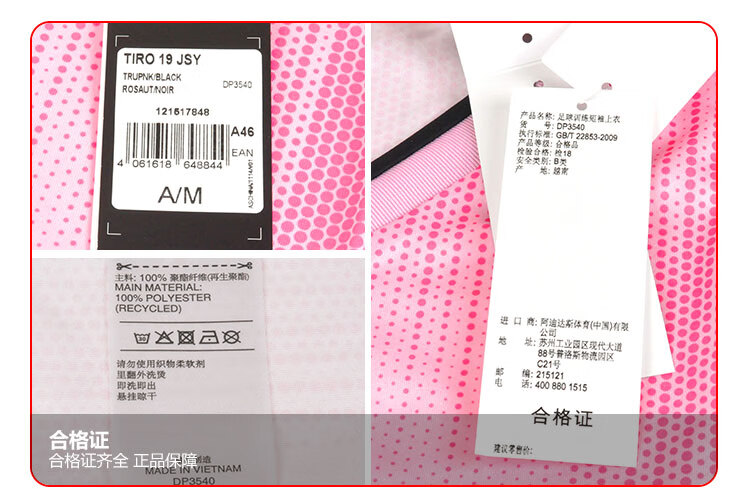 TIRO 19 JSY
TRUPNK/BLACK
ROSAUT/NOIR
DP3540
121517848
A46
EAN
4 061618 648844
A/M
主料: 100% 聚酯纤维(再生聚酯)
MAIN MATERIAL:
100% POLYESTER
(RECYCLED)
请勿使用织物柔软剂
里翻外洗烫
即洗即出
悬挂晾干
制造
MADE IN VIETNAM
DP3540
产品名称: 足球训练短袖上衣
货 号: DP3540
执行标准: GB/T 22853-2009
产品等级: 合格品
检验合格: 检18
安全类别: B类
产 地: 越南
进 口 商: 阿迪达斯体育(中国)有限
公司
地 址: 苏州工业园区现代大道
88号普洛斯物流园区
C21号
邮 编: 215121
电 话: 400 880 1515
合格证
建议零售价:
合格证
合格证齐全 正品保障